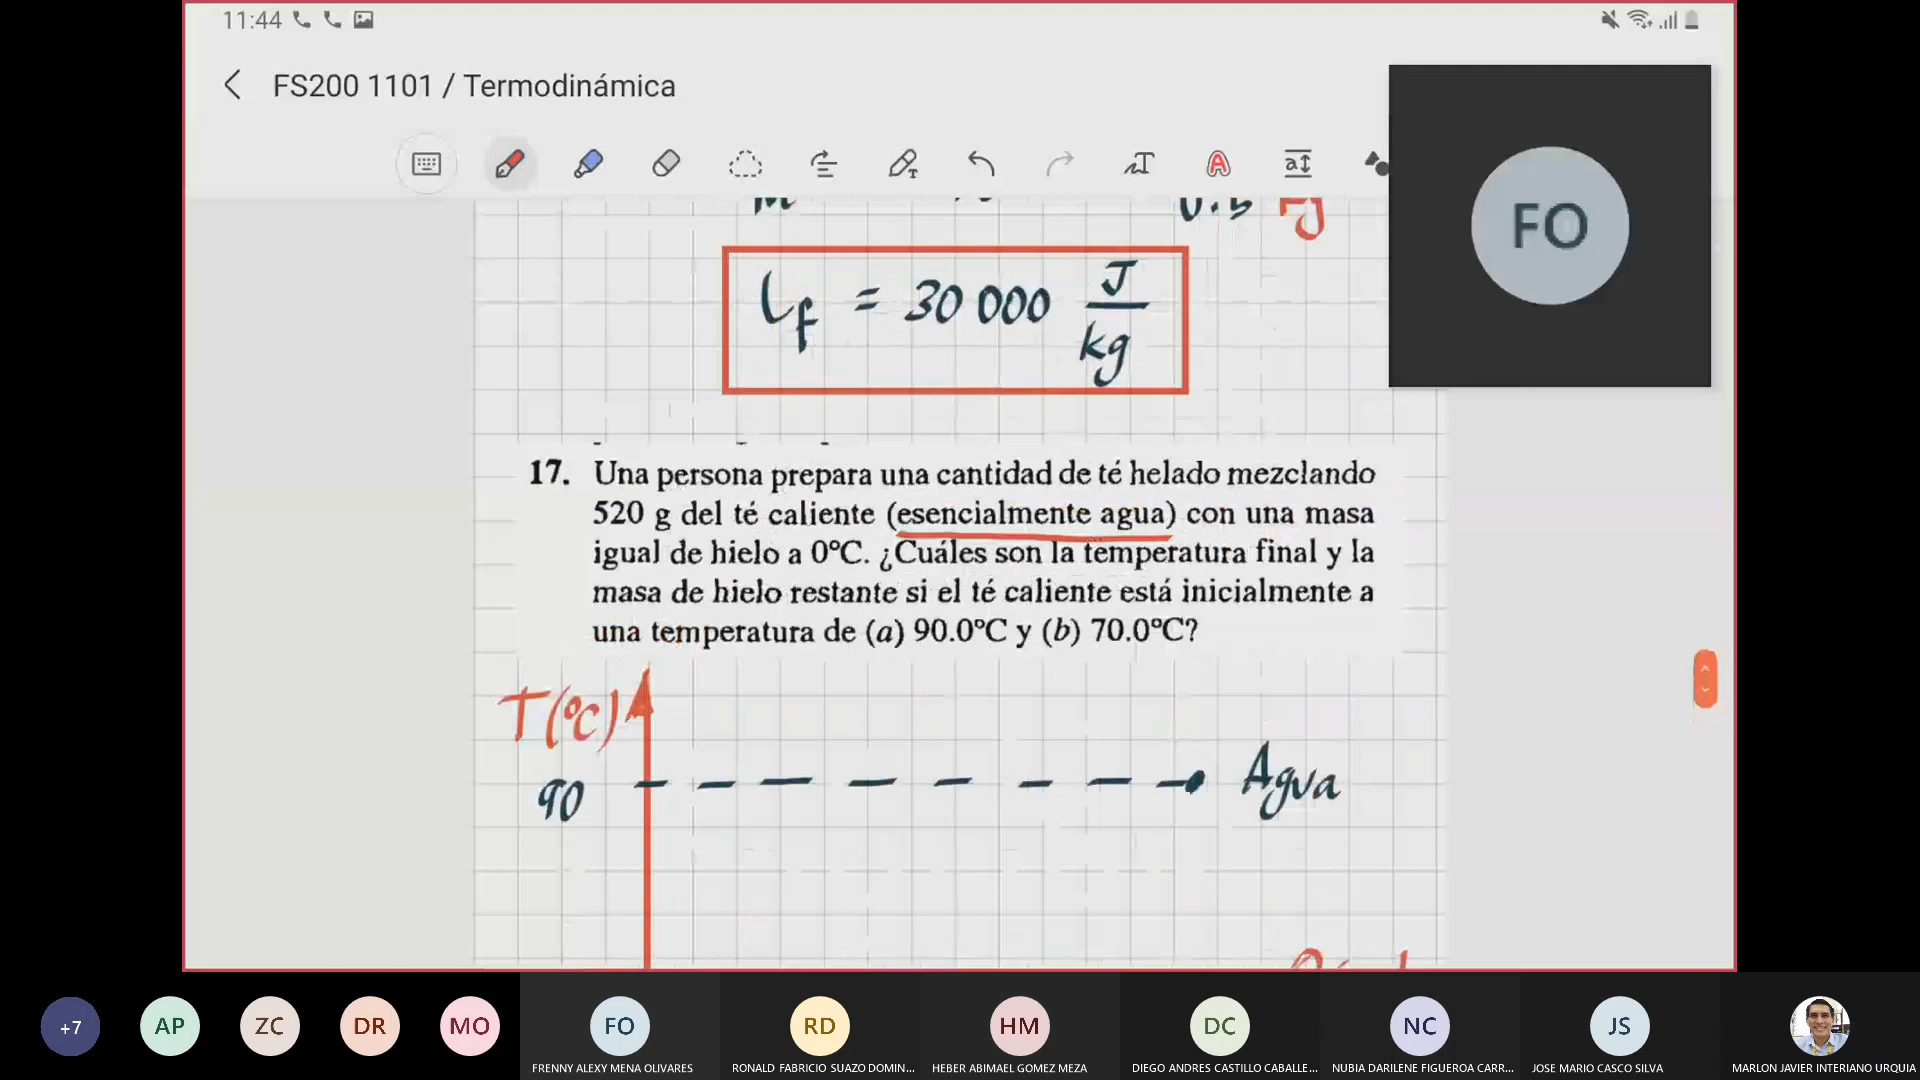 11:44
FS200 1101 / Termodinámica
FO
Lf = 30 000 J/kg
17. Una persona prepara una cantidad de té helado mezclando
520 g del té caliente (esencialmente agua) con una masa
igual de hielo a 0°C. ¿Cuáles son la temperatura final y la
masa de hielo restante si el té caliente está inicialmente a
una temperatura de (a) 90.0°C y (b) 70.0°C?
T(°C)
90
Agua
+7
AP
ZC
DR
MO
FO
RD
HM
DC
NC
JS
FRENNY ALEXY MENA OLIVARES
RONALD FABRICIO SUAZO DOMIN...
HEBER ABIMAEL GOMEZ MEZA
DIEGO ANDRES CASTILLO CABALLE...
NUBIA DARILENE FIGUEROA CARR...
JOSE MARIO CASCO SILVA
MARLON JAVIER INTERIANO URQUIA